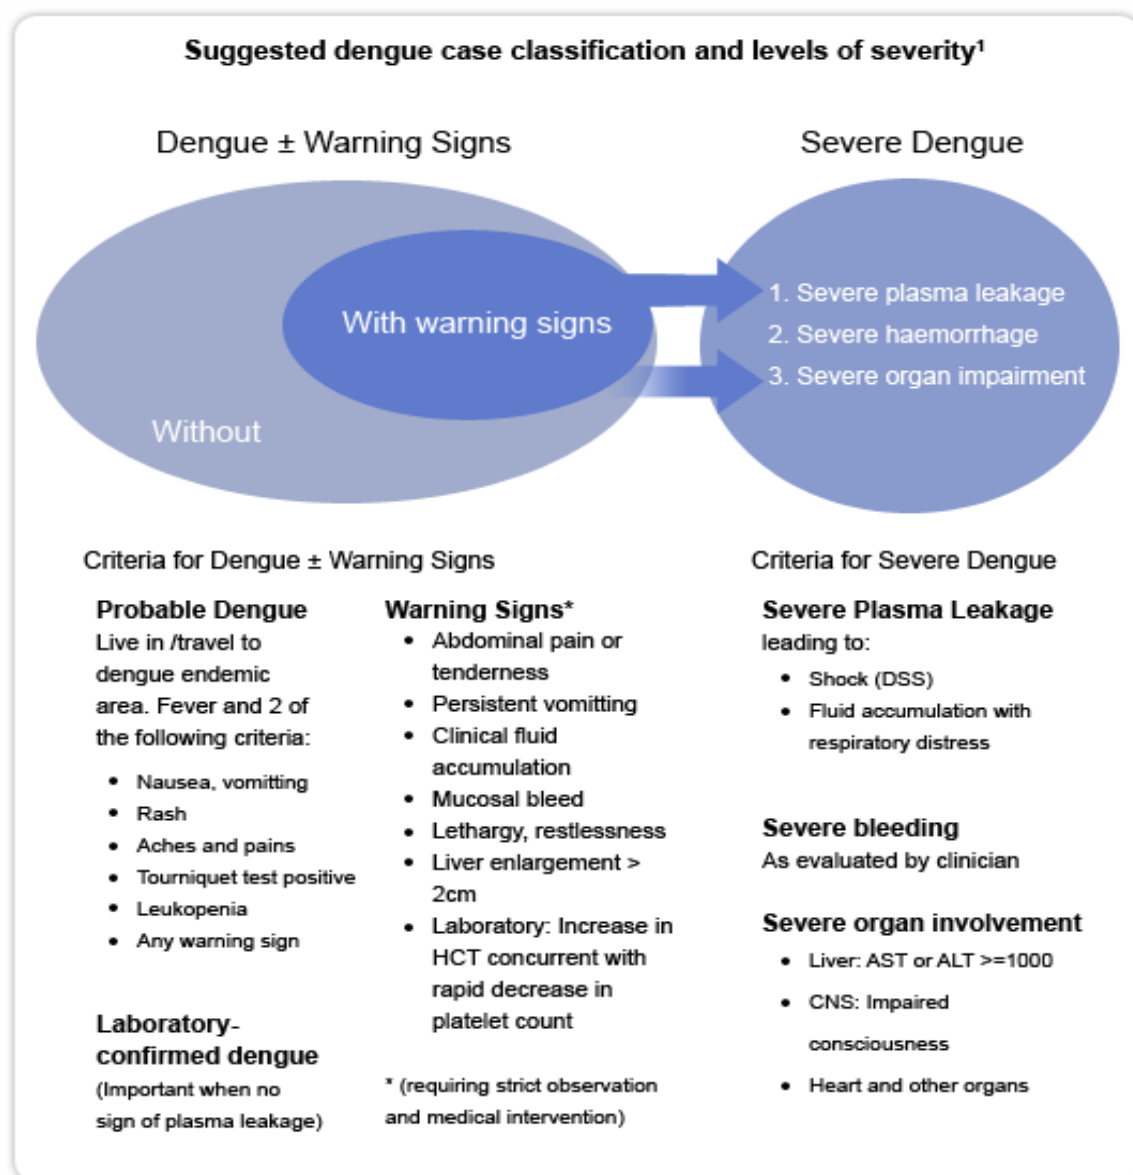 Suggested dengue case classification and levels of severity¹
Dengue ± Warning Signs
Severe Dengue
With warning signs
Without
1. Severe plasma leakage
2. Severe haemorrhage
3. Severe organ impairment
Criteria for Dengue ± Warning Signs
Probable Dengue
Live in /travel to
dengue endemic
area. Fever and 2 of
the following criteria:
• Nausea, vomitting
• Rash
• Aches and pains
• Tourniquet test positive
• Leukopenia
• Any warning sign
Laboratory-
confirmed dengue
(Important when no
sign of plasma leakage)
Warning Signs*
• Abdominal pain or
tenderness
• Persistent vomitting
• Clinical fluid
accumulation
• Mucosal bleed
• Lethargy, restlessness
• Liver enlargement >
2cm
• Laboratory: Increase in
HCT concurrent with
rapid decrease in
platelet count
* (requiring strict observation
and medical intervention)
Criteria for Severe Dengue
Severe Plasma Leakage
leading to:
• Shock (DSS)
• Fluid accumulation with
respiratory distress
Severe bleeding
As evaluated by clinician
Severe organ involvement
• Liver: AST or ALT >=1000
• CNS: Impaired
consciousness
• Heart and other organs